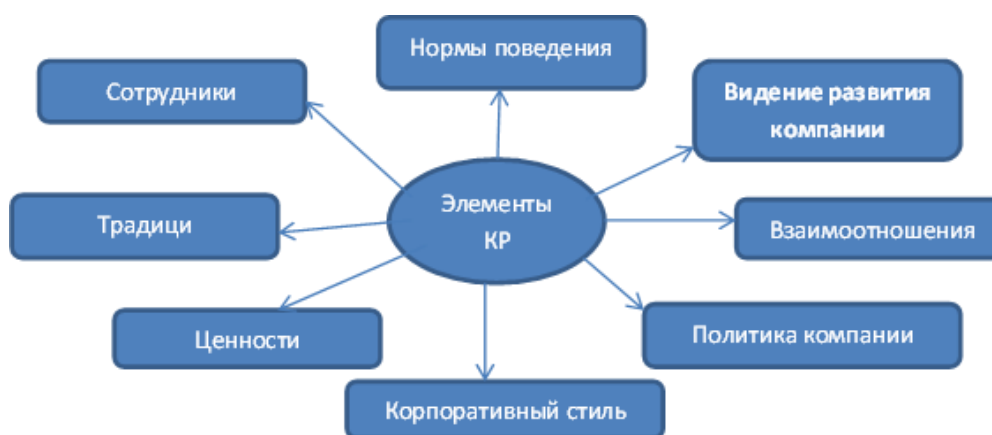 Нормы поведения
Сотрудники
Видение развития
компании
Элементы
КР
Традици
Взаимоотношения
Ценности
Политика компании
Корпоративный стиль